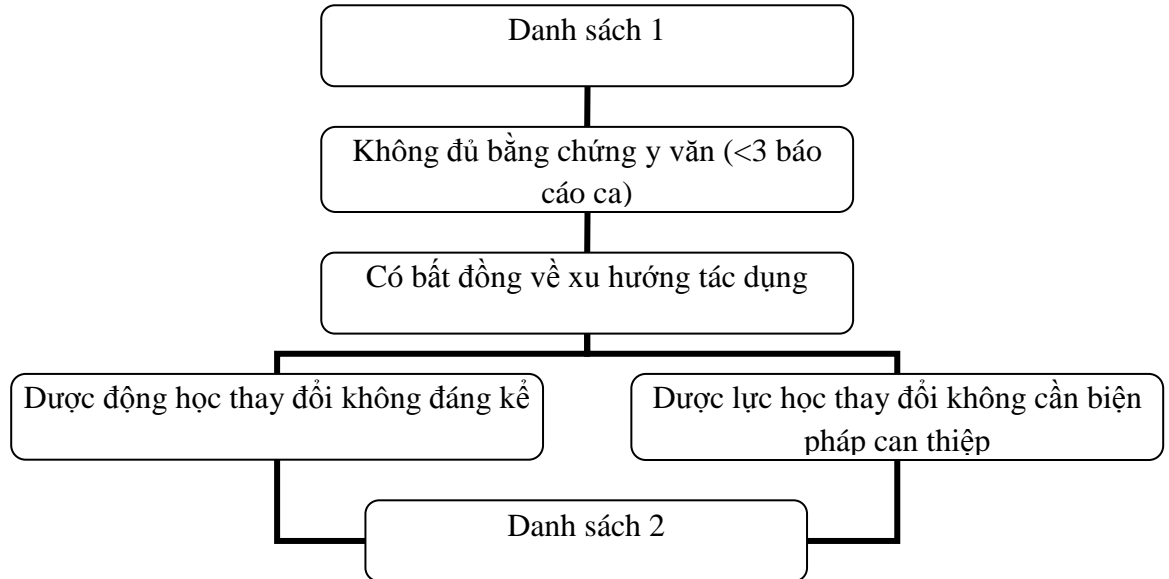 Danh sách 1
Không đủ bằng chứng y văn (<3 báo
cáo ca)
Có bất đồng về xu hướng tác dụng
Dược động học thay đổi không đáng kể
Dược lực học thay đổi không cần biện
pháp can thiệp
Danh sách 2